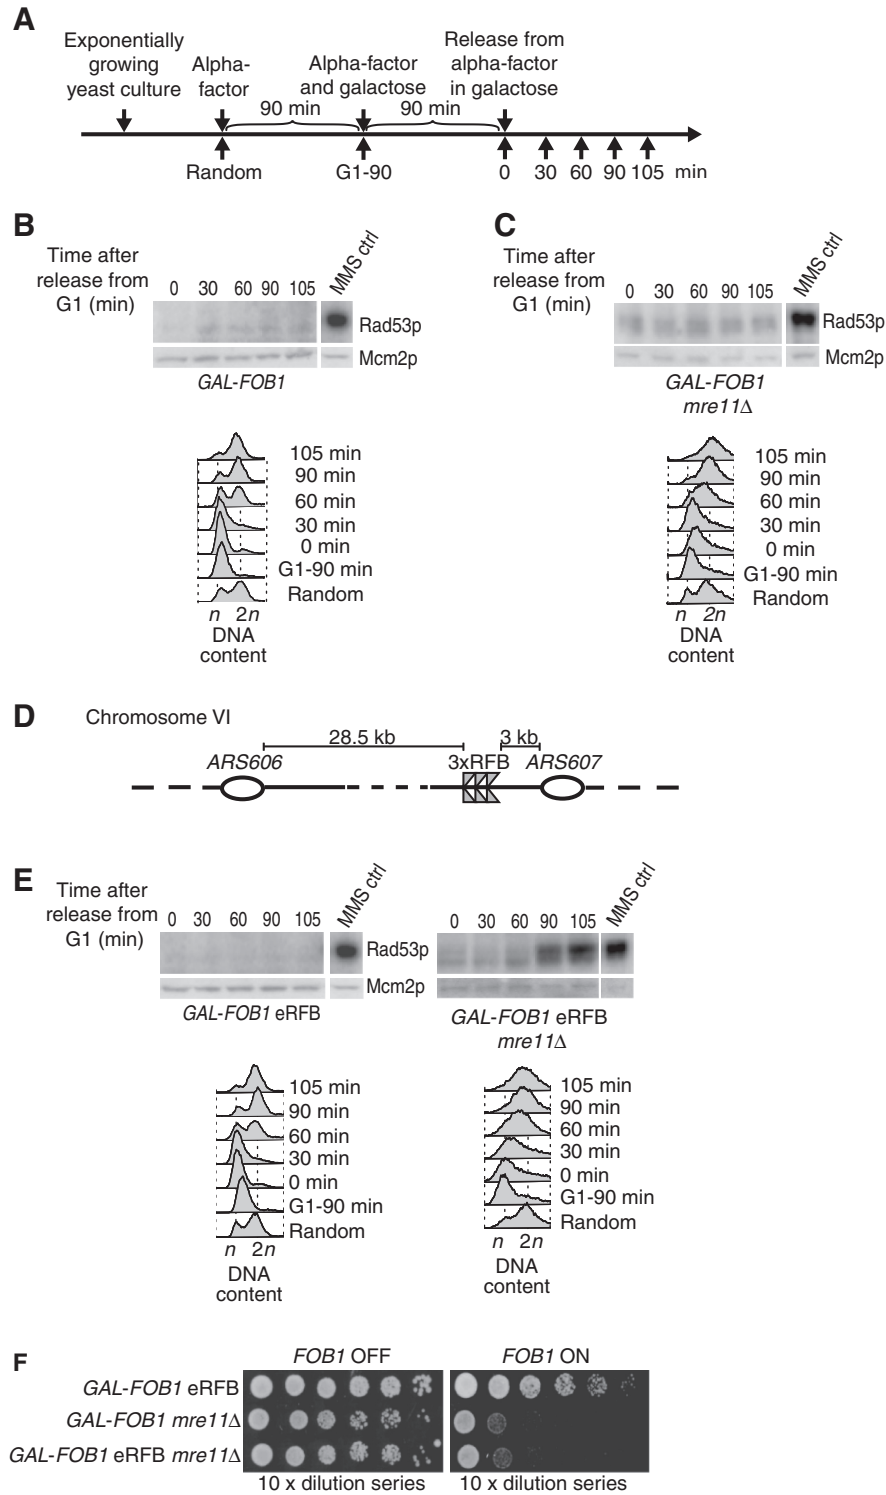 A
Exponentially
growing
yeast culture
Alpha-
factor
Alpha-factor
and galactose
Release from
alpha-factor
in galactose
90 min
90 min
Random
G1-90
0 30 60 90 105 min
B
Time after
release from
G1 (min)
0 30 60 90 105
MMS ctrl
Rad53p
Mcm2p
GAL-FOB1
105 min
90 min
60 min
30 min
0 min
G1-90 min
Random
n 2n
DNA
content
C
Time after
release from
G1 (min)
0 30 60 90 105
MMS ctrl
Rad53p
Mcm2p
GAL-FOB1
mre11Δ
105 min
90 min
60 min
30 min
0 min
G1-90 min
Random
n 2n
DNA
content
D
Chromosome VI
28.5 kb
3 kb
ARS606
3xRFB
ARS607
E
Time after
release from
G1 (min)
0 30 60 90 105
MMS ctrl
Rad53p
Mcm2p
GAL-FOB1 eRFB
0 30 60 90 105
MMS ctrl
GAL-FOB1 eRFB
mre11Δ
105 min
90 min
60 min
30 min
0 min
G1-90 min
Random
n 2n
DNA
content
105 min
90 min
60 min
30 min
0 min
G1-90 min
Random
n 2n
DNA
content
F
FOB1 OFF
FOB1 ON
GAL-FOB1 eRFB
GAL-FOB1 mre11Δ
GAL-FOB1 eRFB mre11Δ
10 x dilution series
10 x dilution series